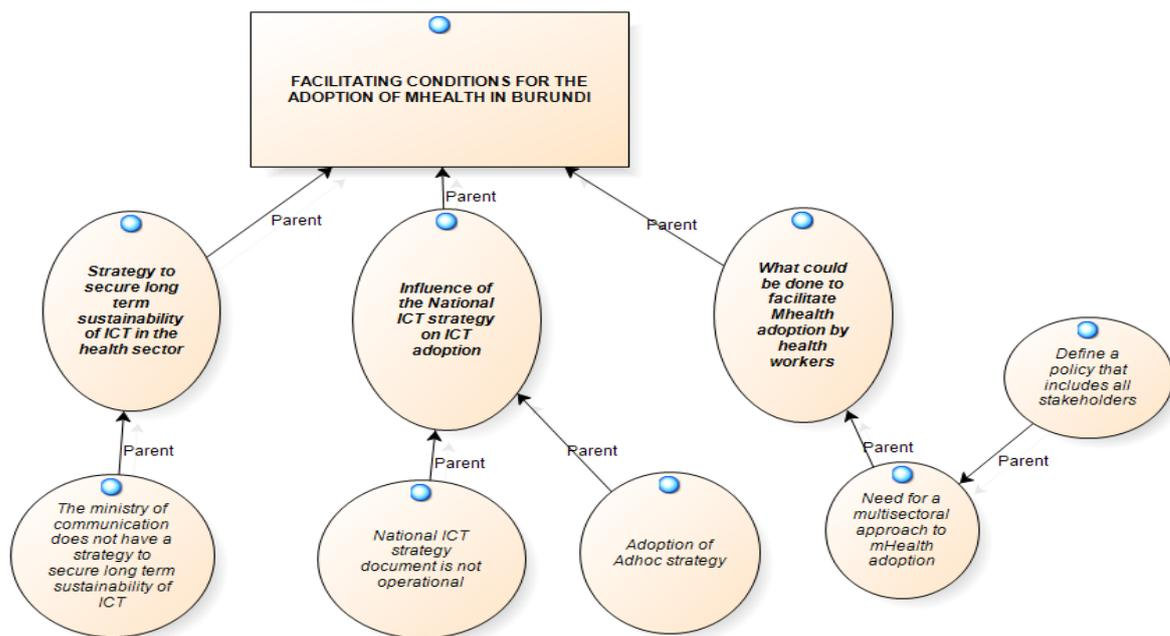 FACILITATING CONDITIONS FOR THE
ADOPTION OF MHEALTH IN BURUNDI
Parent
Parent
Parent
Strategy to
secure long
term
sustainability
of ICT in the
health sector
Influence of
the National
ICT strategy
on ICT
adoption
What could
be done to
facilitate
Mhealth
adoption by
health
workers
Define a
policy that
includes all
stakeholders
Parent
Parent
Parent
Parent
Parent
The ministry of
communication
does not have a
strategy to
secure long term
sustainability of
ICT
National ICT
strategy
document is not
operational
Adoption of
Adhoc strategy
Need for a
multisectoral
approach to
mHealth
adoption